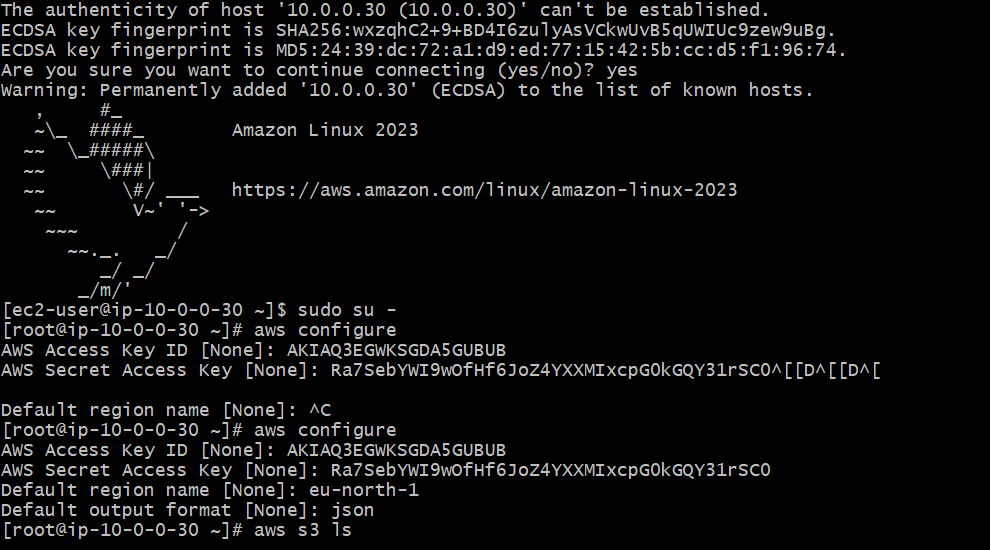 The authenticity of host '10.0.0.30 (10.0.0.30)' can't be established.
ECDSA key fingerprint is SHA256:wxzqhC2+9+BD4I6zulyAsVCkwUvB5qUWIUc9zew9uBg.
ECDSA key fingerprint is MD5:24:39:dc:72:a1:d9:ed:77:15:42:5b:cc:d5:f1:96:74.
Are you sure you want to continue connecting (yes/no)? yes
Warning: Permanently added '10.0.0.30' (ECDSA) to the list of known hosts.
   ,     #_
   ~\_  ####_        Amazon Linux 2023
  ~~  \_#####\
  ~~     \###|
  ~~       \#/ ___   https://aws.amazon.com/linux/amazon-linux-2023
   ~~       V~' '->
    ~~~         /
      ~~._.   _/
         _/ _/
       _/m/'
[ec2-user@ip-10-0-0-30 ~]$ sudo su -
[root@ip-10-0-0-30 ~]# aws configure
AWS Access Key ID [None]: AKIAQ3EGWKSGDA5GUBUB
AWS Secret Access Key [None]: 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^[[D^[[D^[

Default region name [None]: ^C
[root@ip-10-0-0-30 ~]# aws configure
AWS Access Key ID [None]: AKIAQ3EGWKSGDA5GUBUB
AWS Secret Access Key [None]: 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
Default region name [None]: eu-north-1
Default output format [None]: json
[root@ip-10-0-0-30 ~]# aws s3 ls